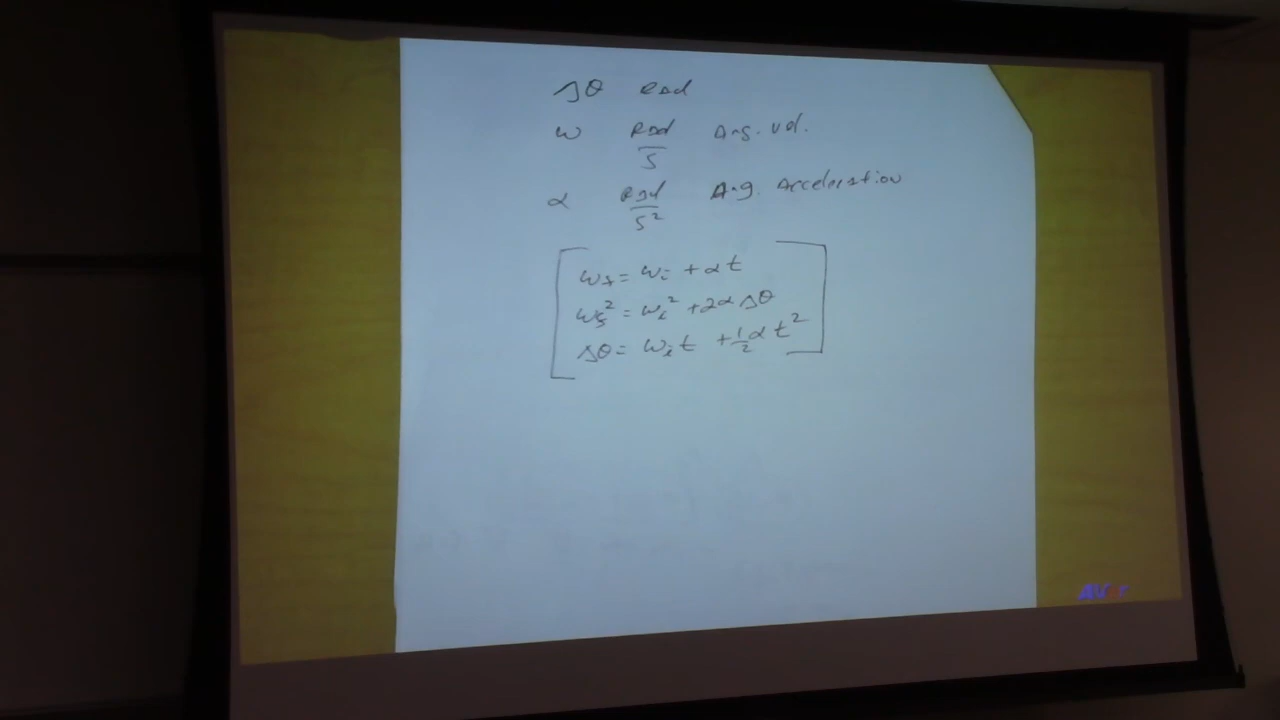 Δθ Rad
ω Rad/s Ang. vel.
α Rad/s² Ang. Acceleration
ωf = ωi + αt
ωf² = ωi² + 2αΔθ
Δθ = ωit + ½αt²
AVer